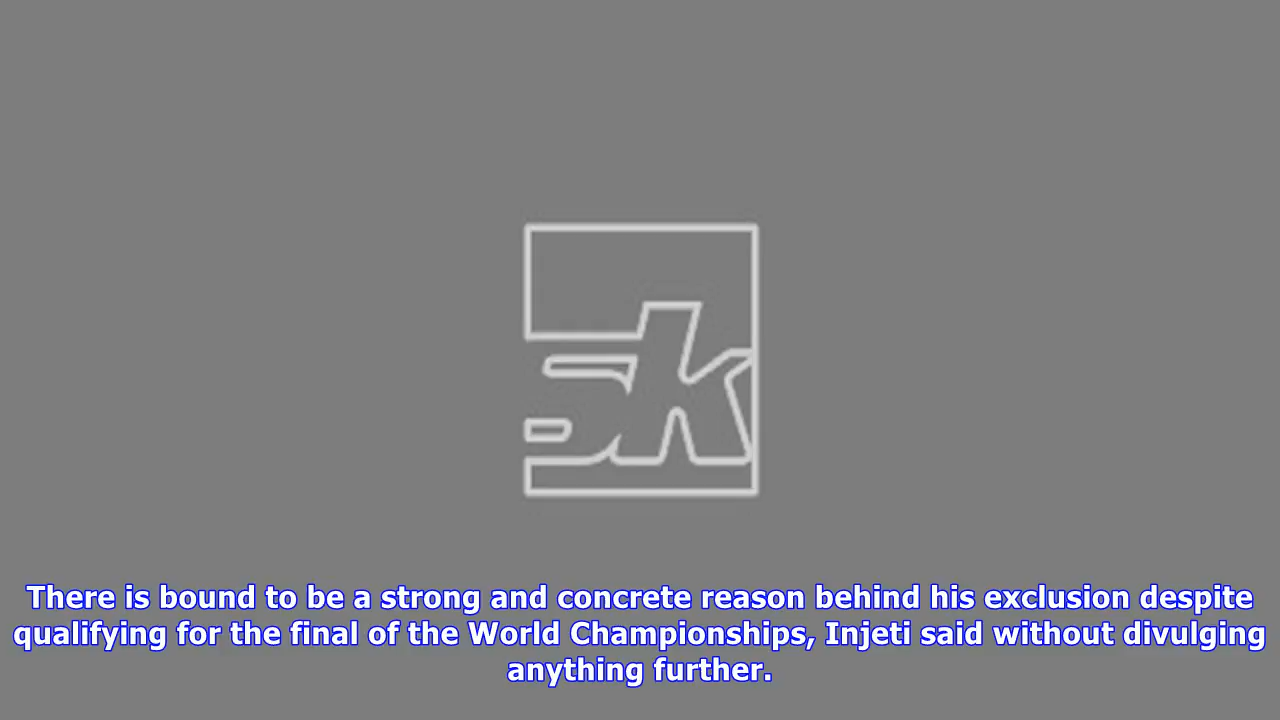 sk
There is bound to be a strong and concrete reason behind his exclusion despite
qualifying for the final of the World Championships, Injeti said without divulging
anything further.